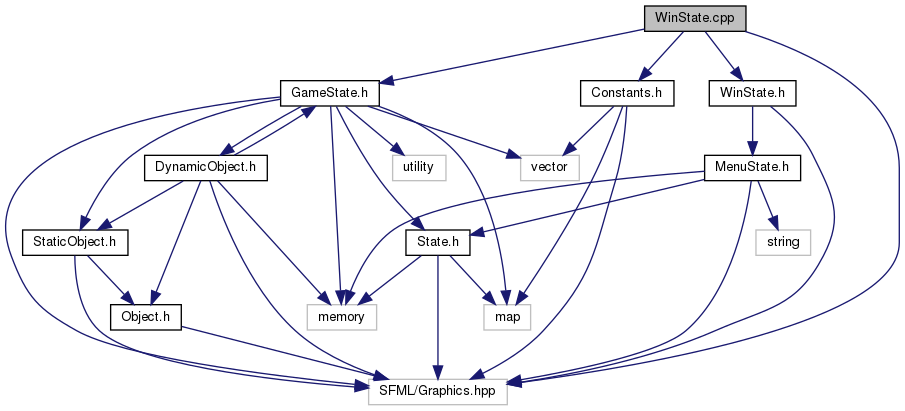 WinState.cpp
GameState.h
Constants.h
WinState.h
DynamicObject.h
utility
vector
MenuState.h
StaticObject.h
State.h
string
Object.h
memory
map
SFML/Graphics.hpp